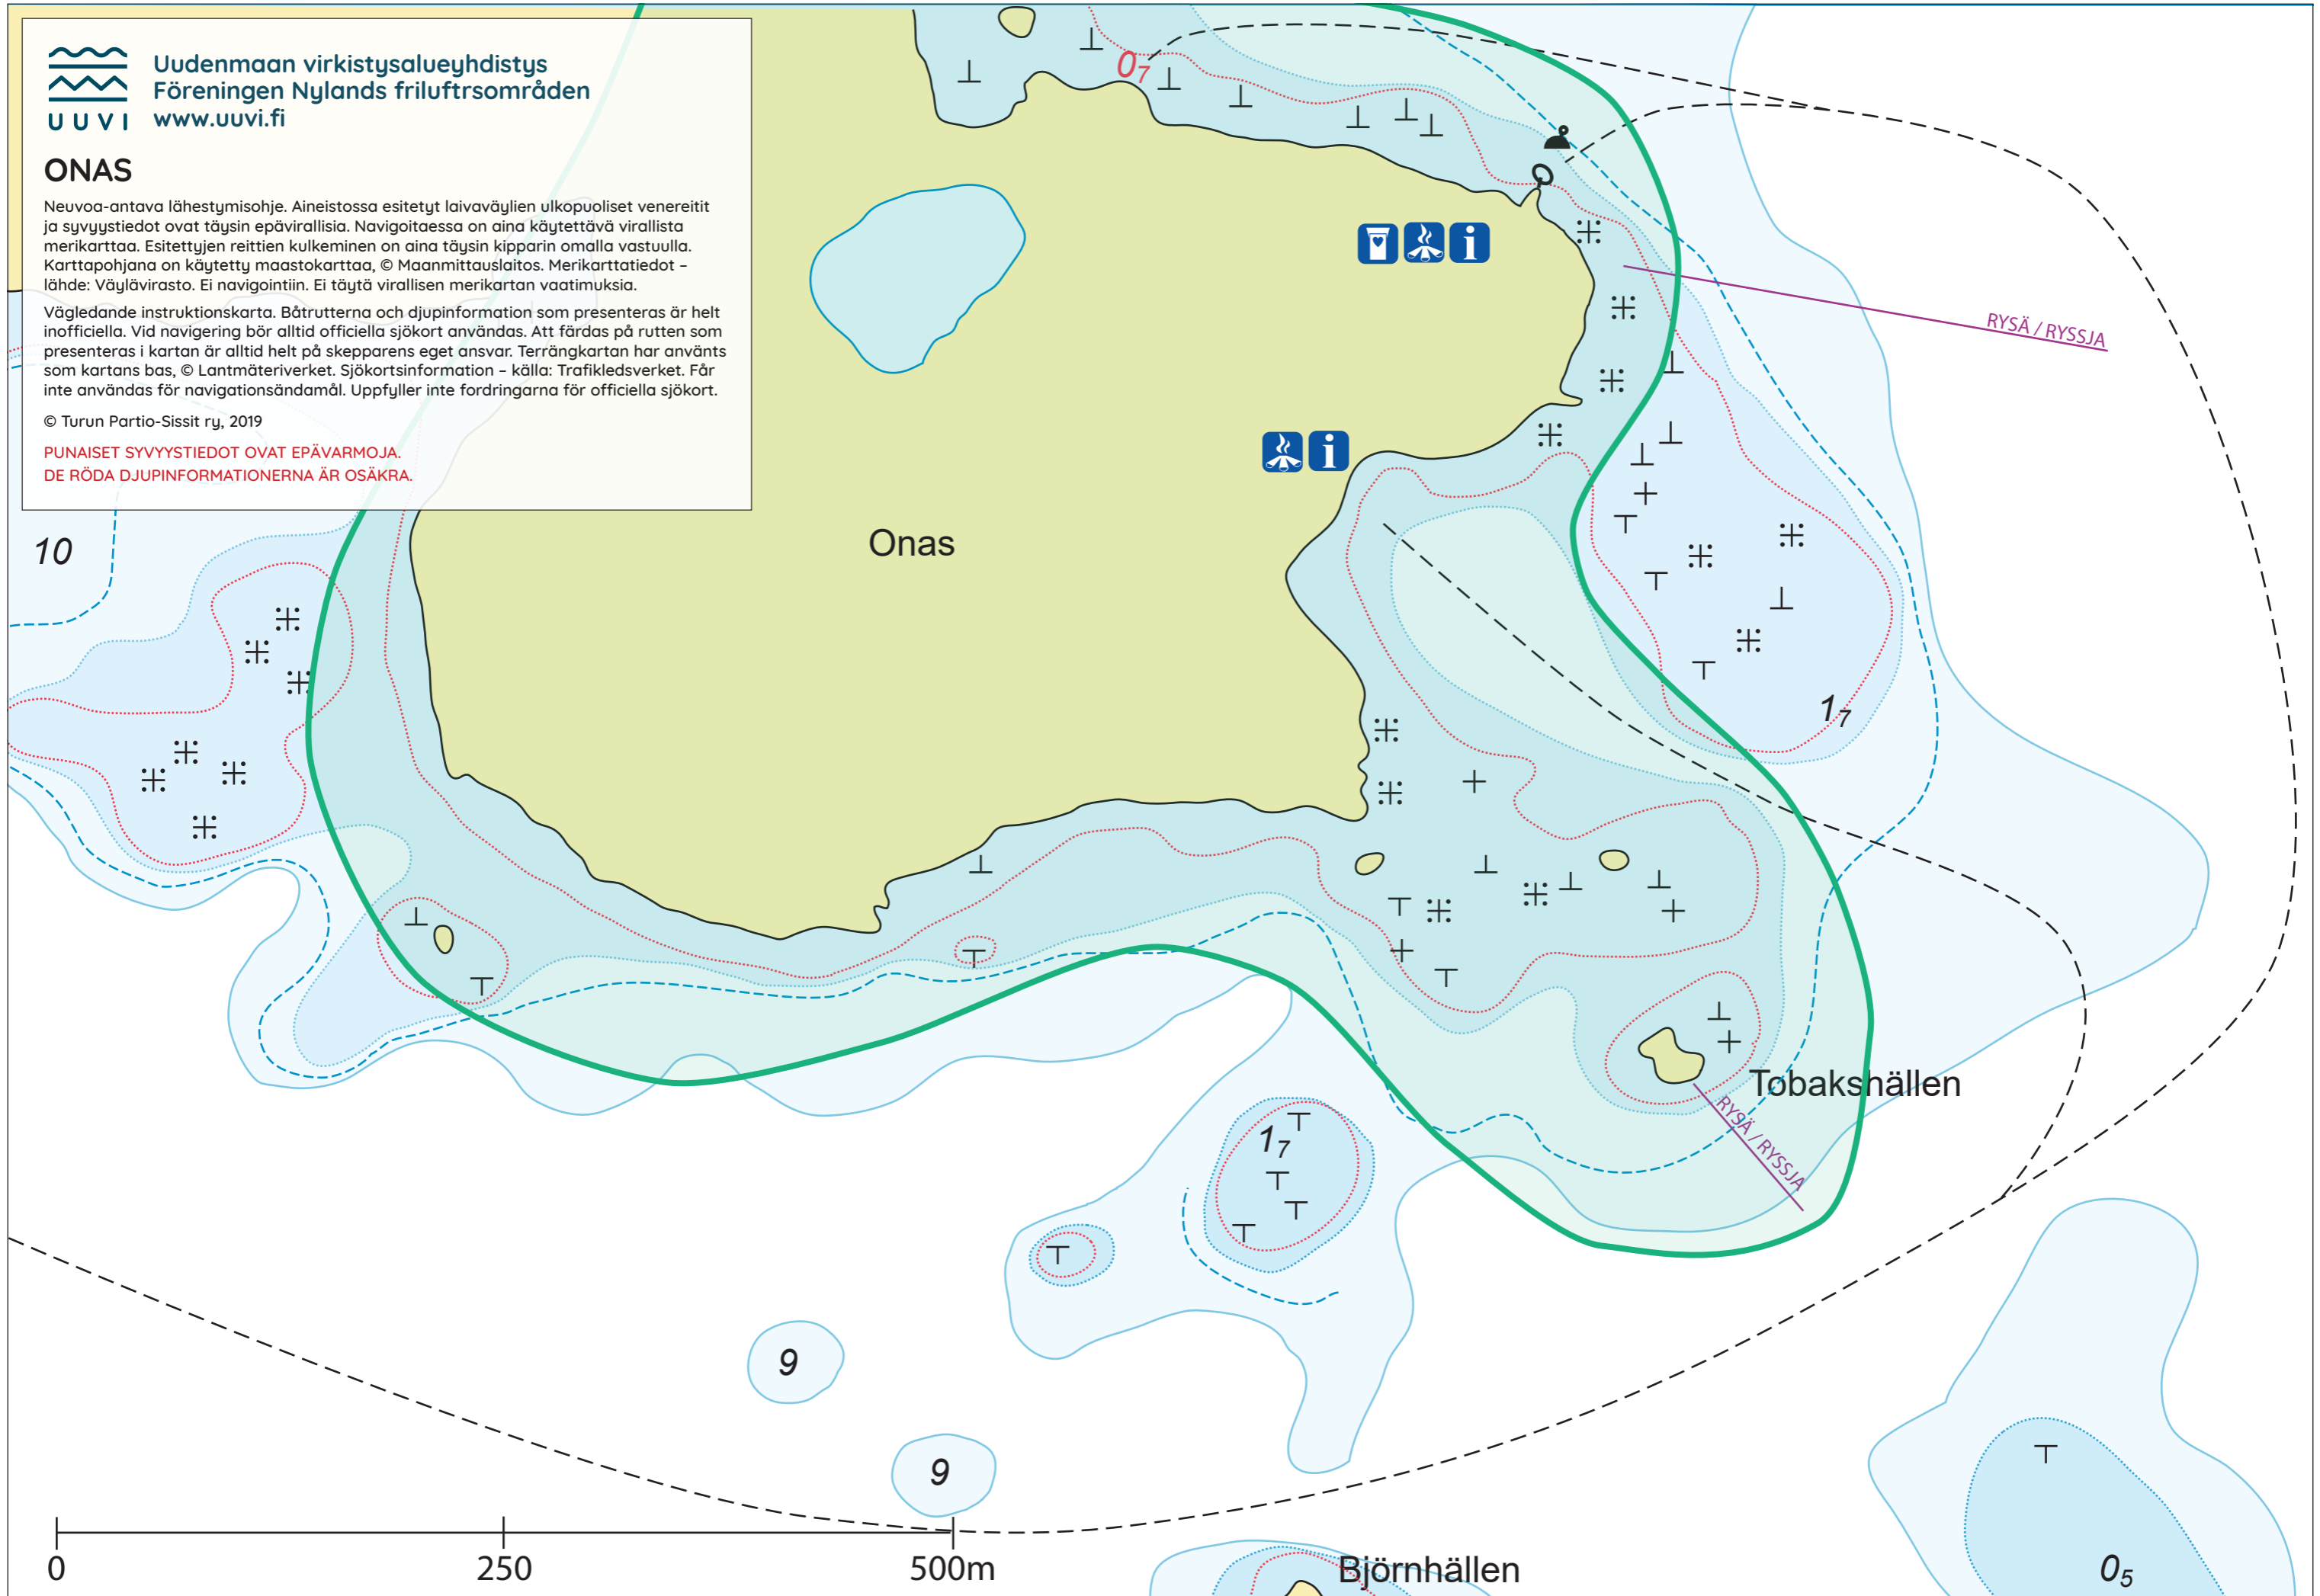 Uudenmaan virkistysalueyhdistys
Föreningen Nylands friluftrsområden
UUVI
www.uuvi.fi
ONAS
Neuvoa-antava lähestymisohje. Aineistossa esitetyt laivaväylien ulkopuoliset venereitit
ja syvyystiedot ovat täysin epävirallisia. Navigoitaessa on aina käytettävä virallista
merikarttaa. Esitettyjen reittien kulkeminen on aina täysin kipparin omalla vastuulla.
Karttapohjana on käytetty maastokarttaa, © Maanmittauslaitos. Merikarttatiedot –
lähde: Väylävirasto. Ei navigointiin. Ei täytä virallisen merikartan vaatimuksia.
Vägledande instruktionskarta. Båtrutterna och djupinformation som presenteras är helt
inofficiella. Vid navigering bör alltid officiella sjökort användas. Att färdas på rutten som
presenteras i kartan är alltid helt på skepparens eget ansvar. Terrängkartan har använts
som kartans bas, © Lantmäteriverket. Sjökortsinformation – källa: Trafikledsverket. Får
inte användas för navigationsändamål. Uppfyller inte fordringarna för officiella sjökort.
© Turun Partio-Sissit ry, 2019
PUNAISET SYVYYSTIEDOT OVAT EPÄVARMOJA.
DE RÖDA DJUPINFORMATIONERNA ÄR OSÄKRA.
07
i
RYSÄ / RYSSJA
i
Onas
10
17
Tobakshällen
RYSÄ / RYSSJA
17
9
9
0 250 500m
Björnhällen
05